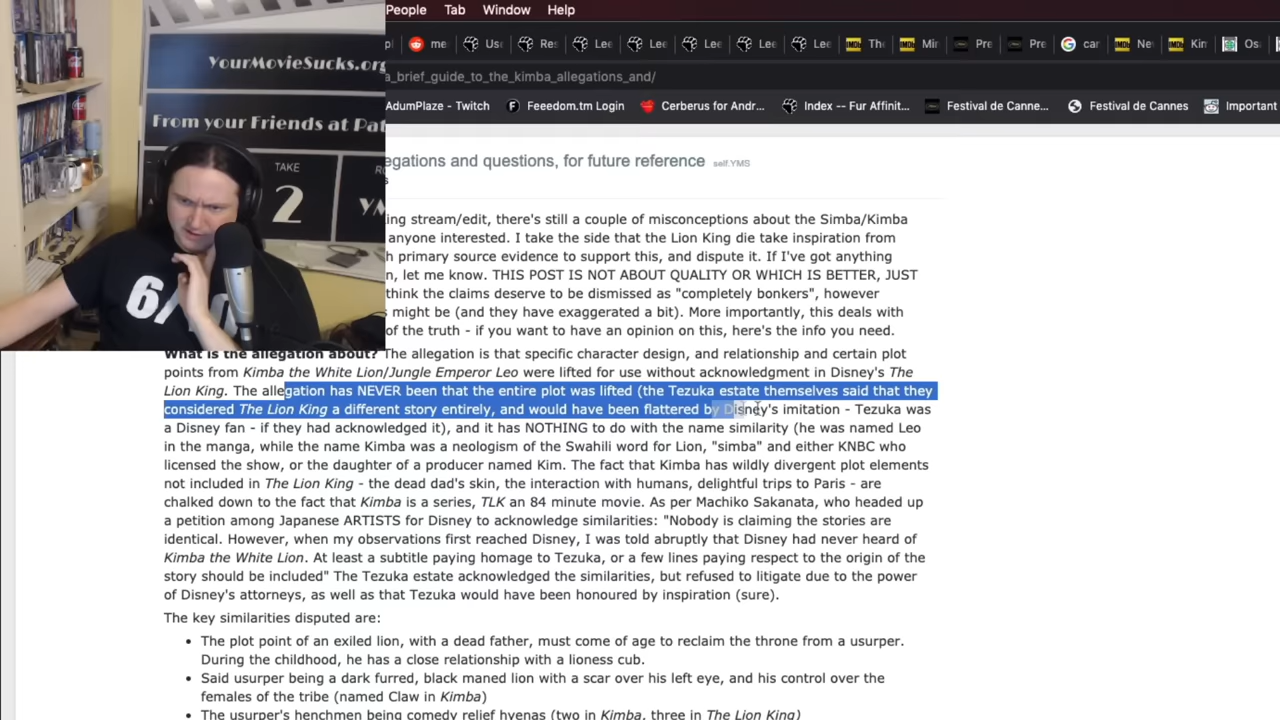 People Tab Window Help
me
Usa
Res
Lee
Lee
Lee
Lee
Lee
The
Mir
Pre
Pre
car
Ne
Kin
Os
a_brief_guide_to_the_kimba_allegations_and/
AdumPlaze - Twitch
Feeedom.tm Login
Cerberus for Andr...
Index -- Fur Affinit...
Festival de Canne...
Festival de Cannes
Important
YourMovieSucks.org
From your Friends at Pat
TAKE
2
YM
6/10
egations and questions, for future reference self.YMS
s
ing stream/edit, there's still a couple of misconceptions about the Simba/Kimba
anyone interested. I take the side that the Lion King die take inspiration from
h primary source evidence to support this, and dispute it. If I've got anything
n, let me know. THIS POST IS NOT ABOUT QUALITY OR WHICH IS BETTER, JUST
think the claims deserve to be dismissed as "completely bonkers", however
s might be (and they have exaggerated a bit). More importantly, this deals with
of the truth - if you want to have an opinion on this, here's the info you need.
What is the allegation about? The allegation is that specific character design, and relationship and certain plot
points from Kimba the White Lion/Jungle Emperor Leo were lifted for use without acknowledgment in Disney's The
Lion King. The allegation has NEVER been that the entire plot was lifted (the Tezuka estate themselves said that they
considered The Lion King a different story entirely, and would have been flattered by Disney's imitation - Tezuka was
a Disney fan - if they had acknowledged it), and it has NOTHING to do with the name similarity (he was named Leo
in the manga, while the name Kimba was a neologism of the Swahili word for Lion, "simba" and either KNBC who
licensed the show, or the daughter of a producer named Kim. The fact that Kimba has wildly divergent plot elements
not included in The Lion King - the dead dad's skin, the interaction with humans, delightful trips to Paris - are
chalked down to the fact that Kimba is a series, TLK an 84 minute movie. As per Machiko Sakanata, who headed up
a petition among Japanese ARTISTS for Disney to acknowledge similarities: "Nobody is claiming the stories are
identical. However, when my observations first reached Disney, I was told abruptly that Disney had never heard of
Kimba the White Lion. At least a subtitle paying homage to Tezuka, or a few lines paying respect to the origin of the
story should be included" The Tezuka estate acknowledged the similarities, but refused to litigate due to the power
of Disney's attorneys, as well as that Tezuka would have been honoured by inspiration (sure).
The key similarities disputed are:
• The plot point of an exiled lion, with a dead father, must come of age to reclaim the throne from a usurper.
During the childhood, he has a close relationship with a lioness cub.
• Said usurper being a dark furred, black maned lion with a scar over his left eye, and his control over the
females of the tribe (named Claw in Kimba)
• The usurper's henchmen being comedy relief hyenas (two in Kimba, three in The Lion King)